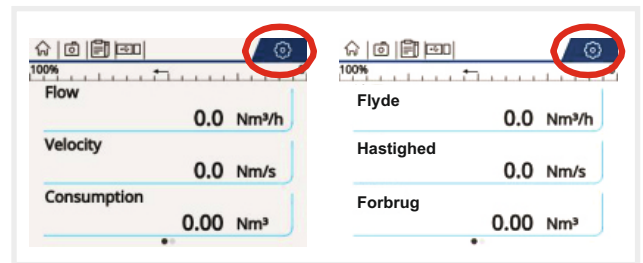 100%
Flow
0.0 Nm³/h
Velocity
0.0 Nm/s
Consumption
0.00 Nm³
100%
Flyde
0.0 Nm³/h
Hastighed
0.0 Nm/s
Forbrug
0.00 Nm³